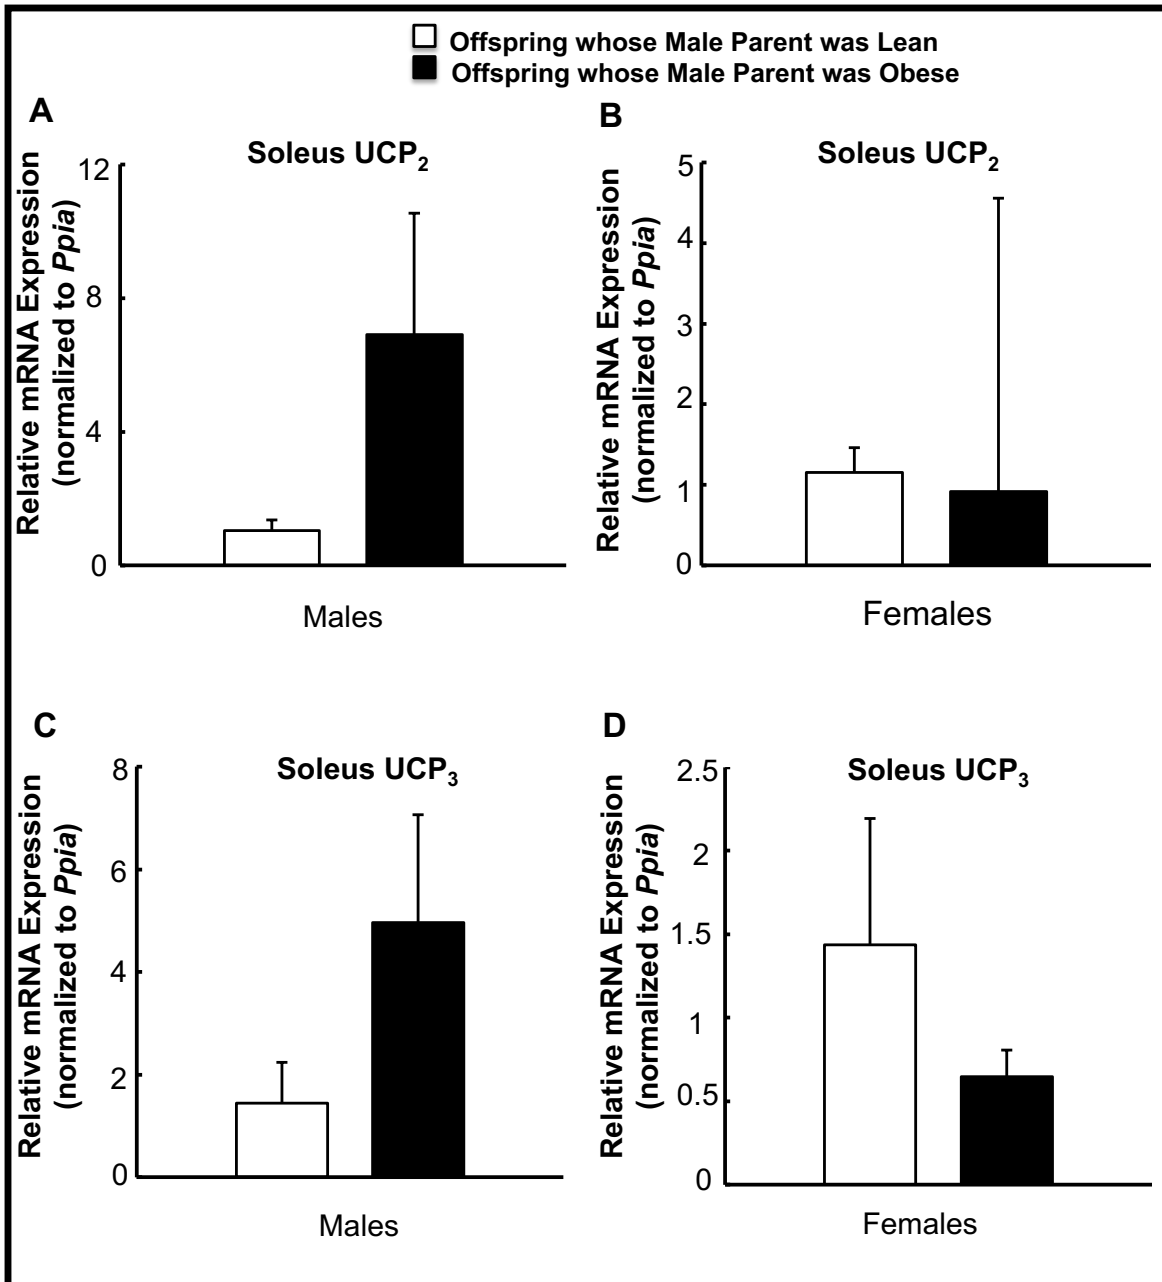 Offspring whose Male Parent was Lean
Offspring whose Male Parent was Obese
A
Soleus UCP2
Relative mRNA Expression
(normalized to Ppia)
12
8
4
0
Males
B
Soleus UCP2
Relative mRNA Expression
(normalized to Ppia)
5
4
3
2
1
0
Females
C
Soleus UCP3
Relative mRNA Expression
(normalized to Ppia)
8
6
4
2
0
Males
D
Soleus UCP3
Relative mRNA Expression
(normalized to Ppia)
2.5
2
1.5
1
0.5
0
Females